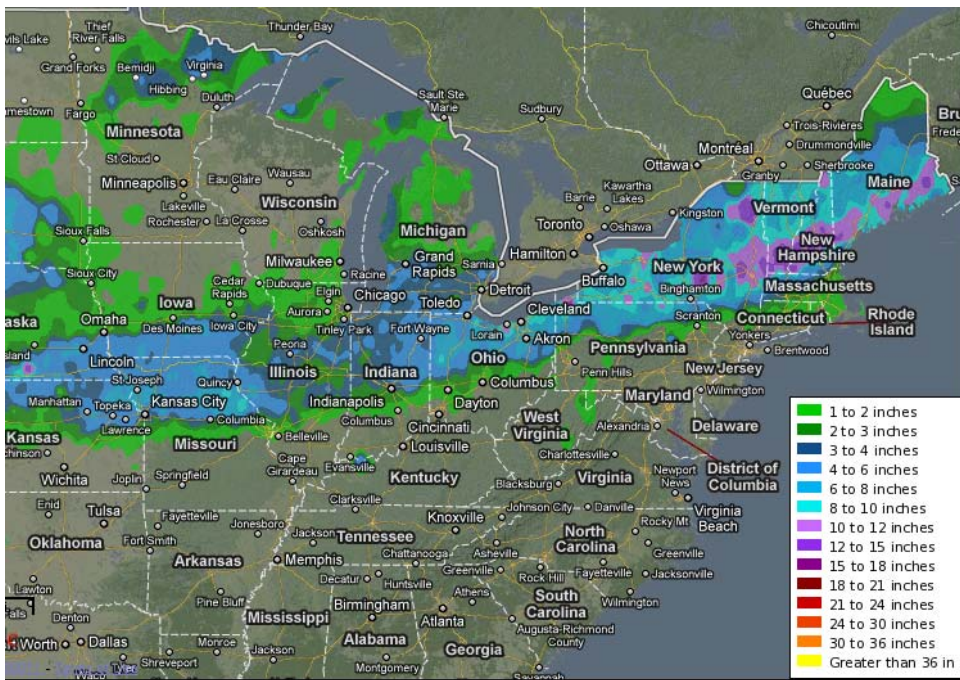 Thief
River Falls
Thunder Bay
Chicoutimi
vils Lake
Grand Forks
Bemidji
Virginia
Hibbing
Duluth
Sault Ste.
Marie
Sudbury
Québec
amestown
Fargo
Trois-Rivières
Bru
Frede
Minnesota
Montréal
Drummondville
Ottawa
Sherbrooke
Granby
St Cloud
Wausau
Eau Claire
Minneapolis
Maine
Barrie
Kawartha
Lakes
Lakeville
Rochester
La Crosse
Wisconsin
Oshkosh
Kingston
Vermont
Toronto
Oshawa
Sioux Falls
Michigan
Hamilton
New
Hampshire
Milwaukee
Racine
Grand
Rapids
Sarnia
Buffalo
New York
Sioux City
Cedar
Rapids
Dubuque
Elgin
Chicago
Detroit
Binghamton
Massachusetts
Iowa
Aurora
Toledo
Cleveland
Scranton
Connecticut
Rhode
Island
aska
Omaha
Des Moines
Iowa City
Tinley Park
Fort Wayne
Lorain
Akron
Yonkers
Brentwood
sland
Lincoln
Peoria
Ohio
Pennsylvania
Penn Hills
New Jersey
St Joseph
Quincy
Illinois
Indiana
Columbus
Maryland
Wilmington
Manhattan
Topeka
Kansas City
Indianapolis
Dayton
Lawrence
Columbia
Columbus
Cincinnati
West
Virginia
Alexandria
Delaware
Kansas
Missouri
Belleville
Louisville
Charlottesville
hinson
Cape
Girardeau
Evansville
District of
Columbia
Wichita
Joplin
Springfield
Kentucky
Blacksburg
Virginia
Newport
News
Virginia
Beach
Enid
Clarksville
Johnson City
Danville
Tulsa
Fayetteville
Jonesboro
Jackson
Knoxville
Rocky Mt
Oklahoma
Fort Smith
Tennessee
Chattanooga
Asheville
North
Carolina
Greenville
Arkansas
Memphis
Decatur
Huntsville
Greenville
Rock Hill
Fayetteville
Jacksonville
Lawton
Falls
Pine Bluff
Birmingham
Athens
South
Carolina
Wilmington
Denton
Mississippi
Atlanta
Augusta-Richmond
County
Worth
Dallas
Monroe
Alabama
Georgia
Tyler
Shreveport
Jackson
Montgomery
Waco
Savannah
1 to 2 inches
2 to 3 inches
3 to 4 inches
4 to 6 inches
6 to 8 inches
8 to 10 inches
10 to 12 inches
12 to 15 inches
15 to 18 inches
18 to 21 inches
21 to 24 inches
24 to 30 inches
30 to 36 inches
Greater than 36 in